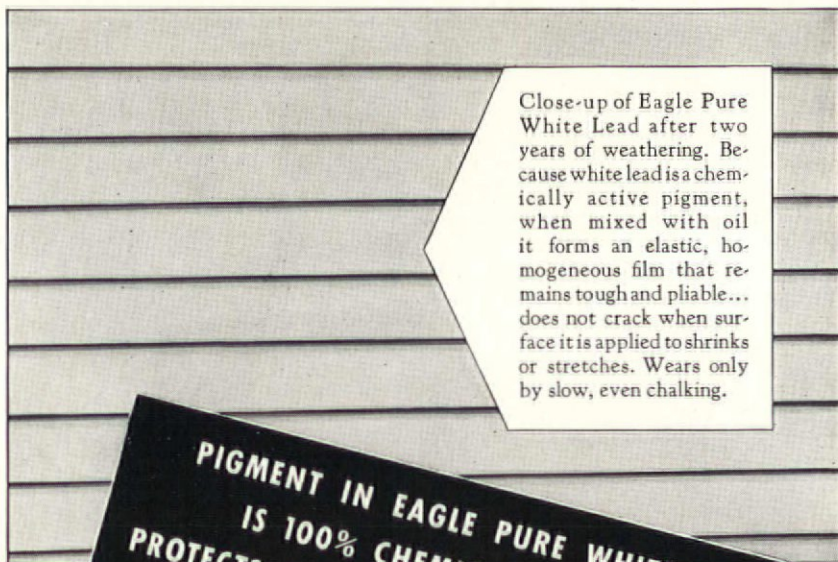 Close-up of Eagle Pure
White Lead after two
years of weathering. Be-
cause white lead is a chem-
ically active pigment,
when mixed with oil
it forms an elastic, ho-
mogeneous film that re-
mains tough and pliable...
does not crack when sur-
face it is applied to shrinks
or stretches. Wears only
by slow, even chalking.
PIGMENT IN EAGLE PURE
IS 100%
PROTECTS